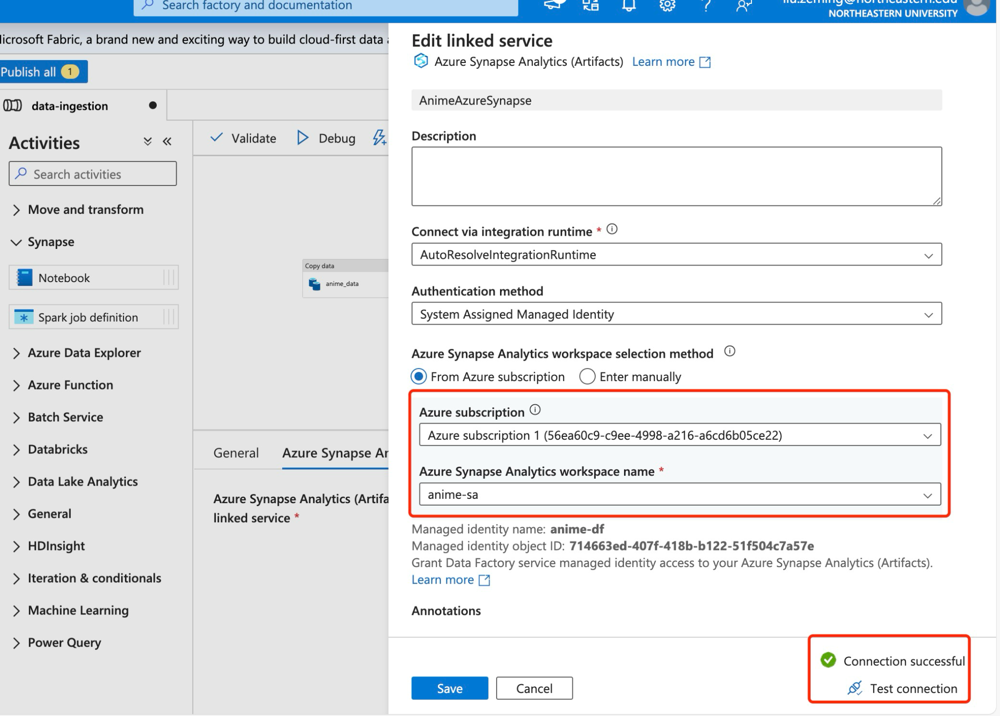 Search factory and documentation
NORTHEASTERN UNIVERSITY
Microsoft Fabric, a brand new and exciting way to build cloud-first data
Publish all 1
data-ingestion
Activities
Search activities
Move and transform
Synapse
Notebook
Spark job definition
Azure Data Explorer
Azure Function
Batch Service
Databricks
Data Lake Analytics
General
HDInsight
Iteration & conditionals
Machine Learning
Power Query
Validate
Debug
Copy data
anime_data
General
Azure Synapse An
Azure Synapse Analytics (Artifa
linked service *
Edit linked service
Azure Synapse Analytics (Artifacts) Learn more
AnimeAzureSynapse
Description
Connect via integration runtime *
AutoResolveIntegrationRuntime
Authentication method
System Assigned Managed Identity
Azure Synapse Analytics workspace selection method
From Azure subscription Enter manually
Azure subscription
Azure subscription 1 (56ea60c9-c9ee-4998-a216-a6cd6b05ce22)
Azure Synapse Analytics workspace name *
anime-sa
Managed identity name: anime-df
Managed identity object ID: 714663ed-407f-418b-b122-51f504c7a57e
Grant Data Factory service managed identity access to your Azure Synapse Analytics (Artifacts).
Learn more
Annotations
Connection successful
Save
Cancel
Test connection